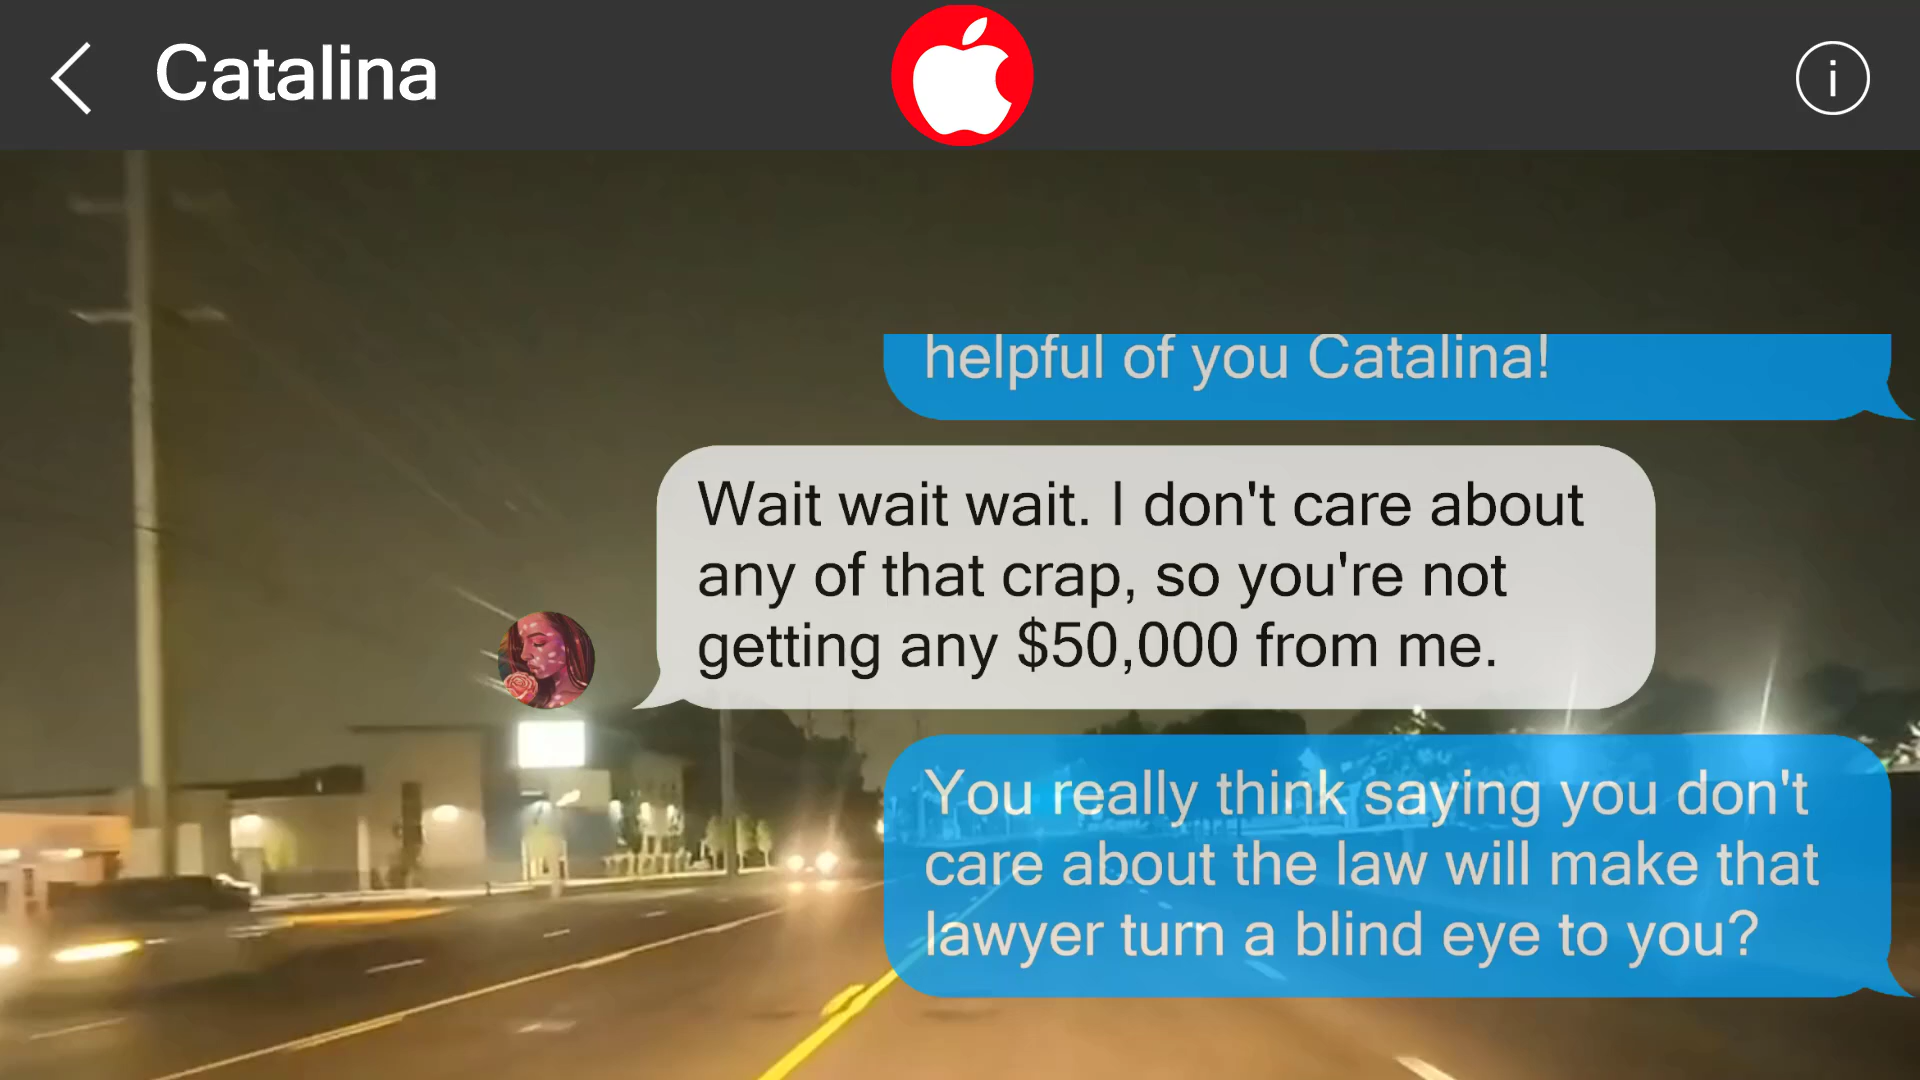 Catalina
i
helpful of you Catalina!
Wait wait wait. I don't care about
any of that crap, so you're not
getting any $50,000 from me.
You really think saying you don't
care about the law will make that
lawyer turn a blind eye to you?